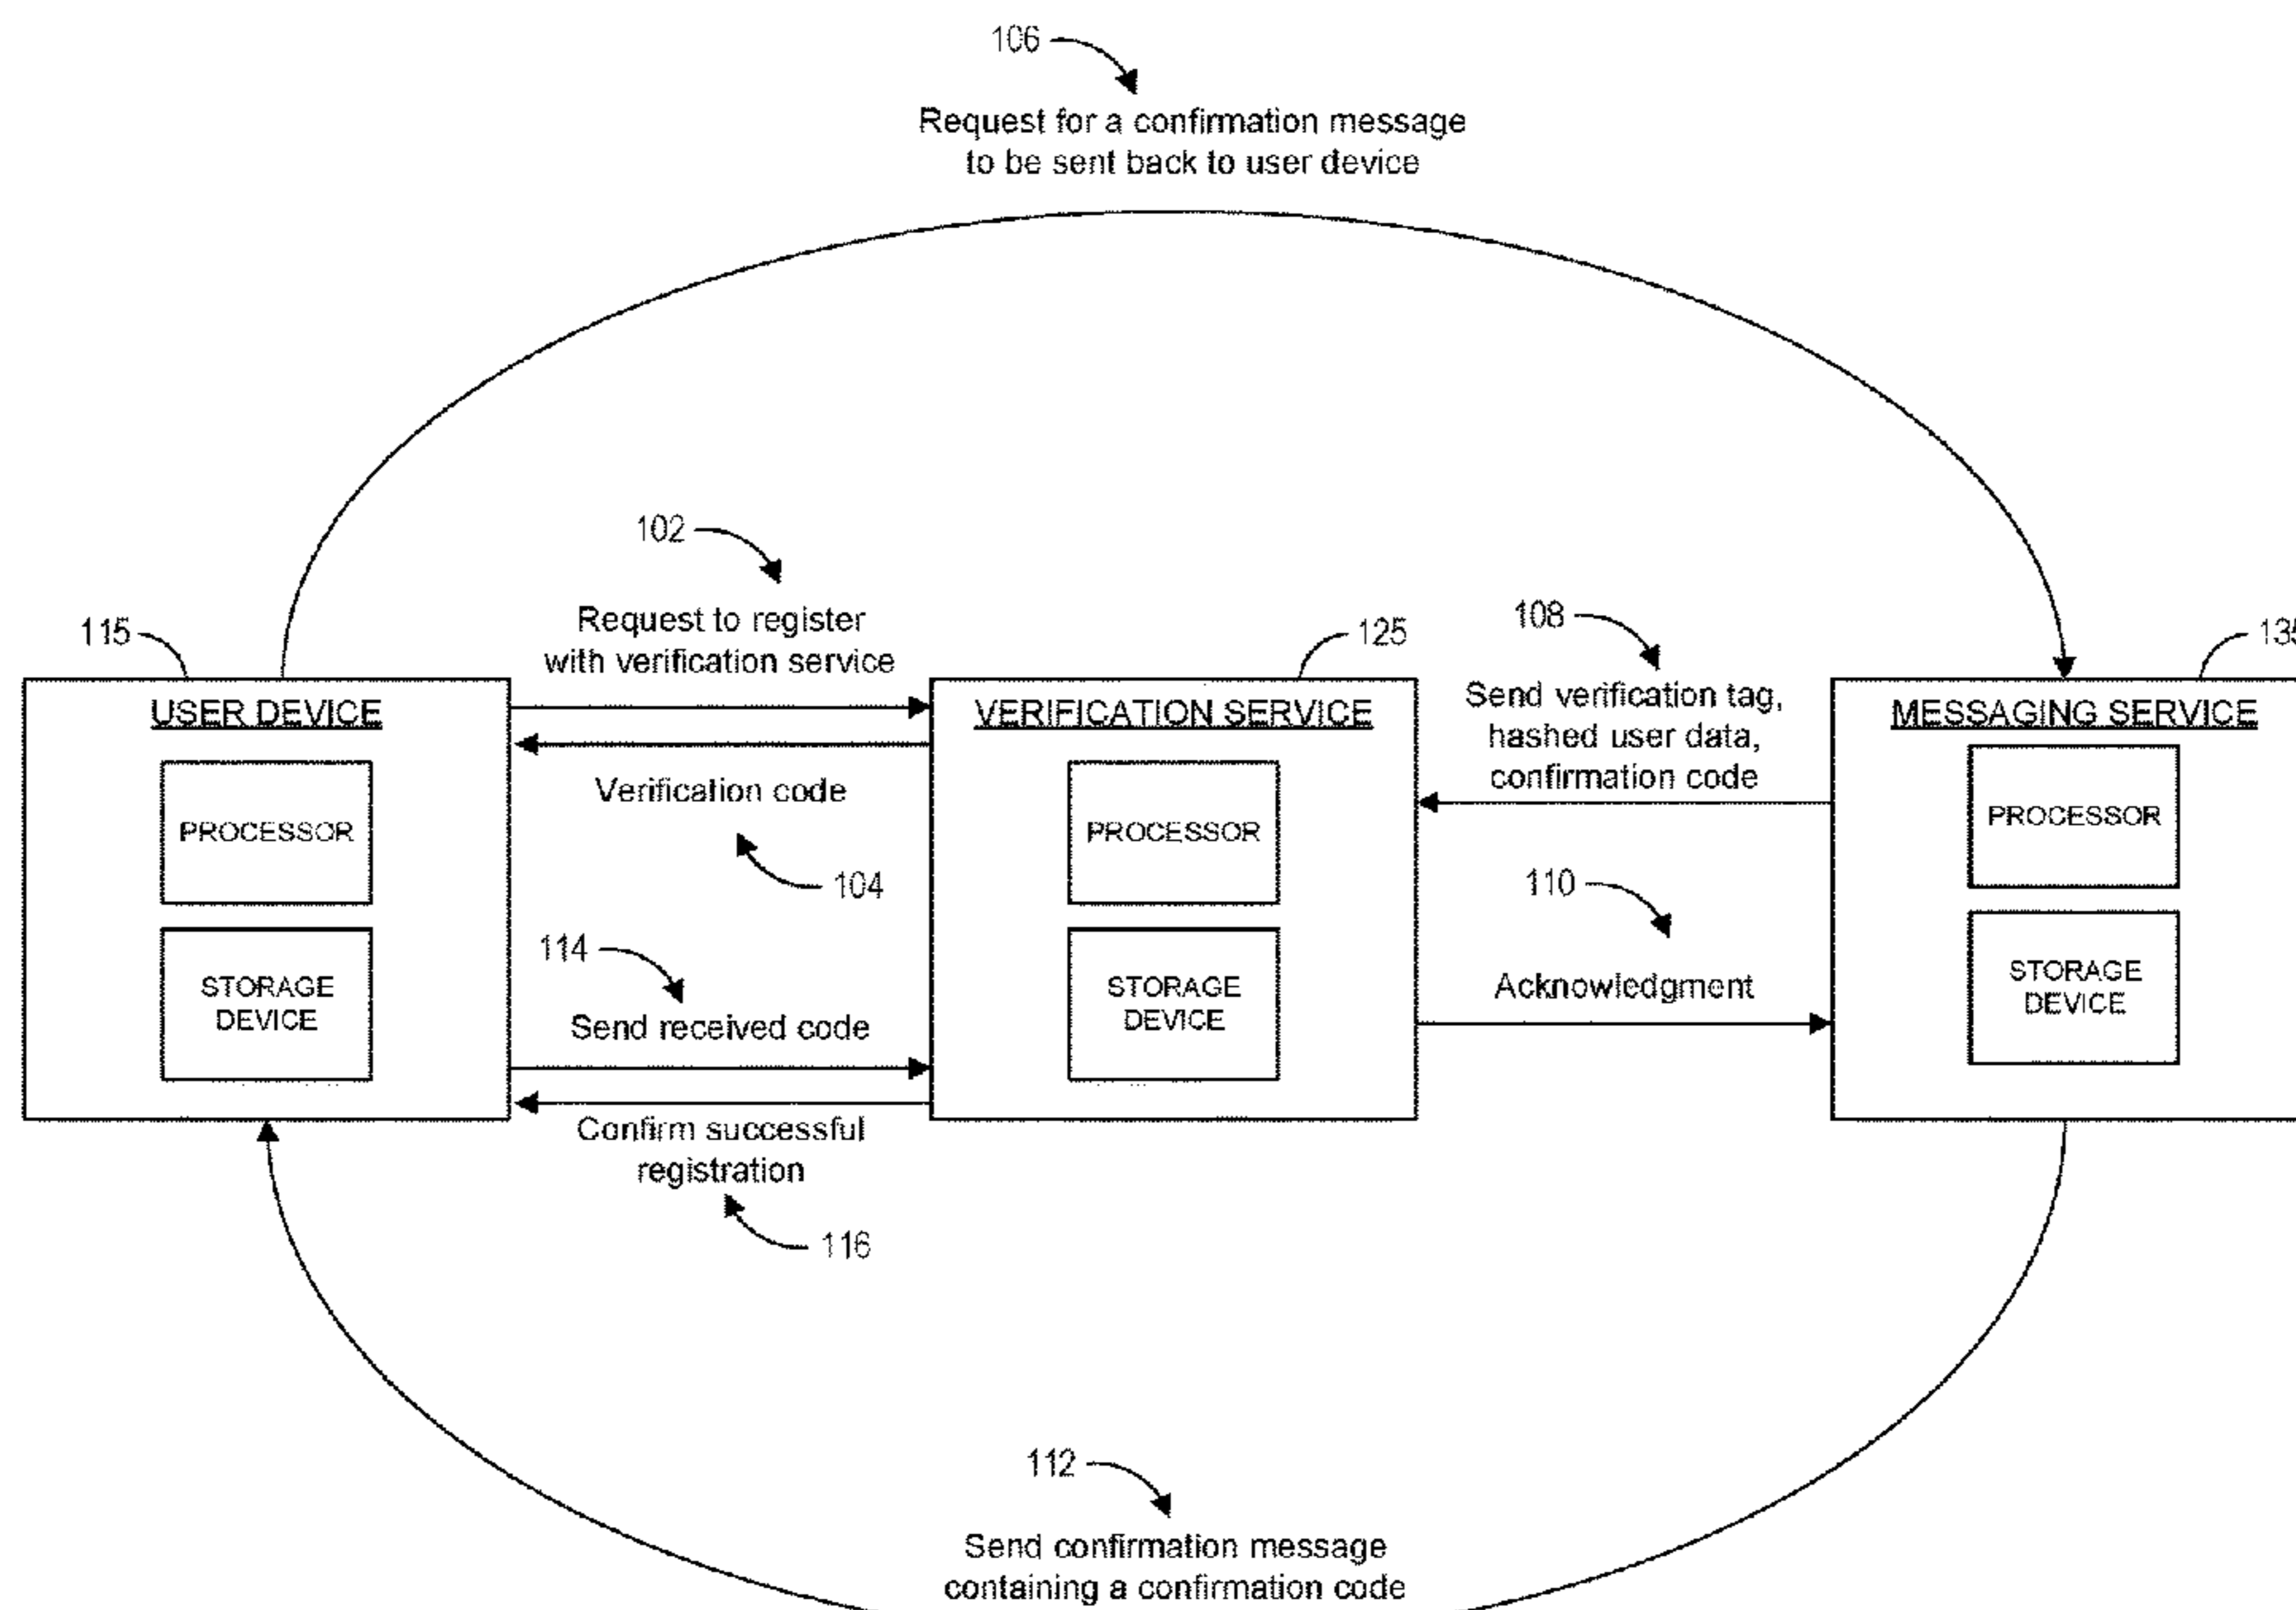 106
Request for a confirmation message
to be sent back to user device
102
Request to register
with verification service
115
125
108
Send verification tag,
hashed user data,
confirmation code
135
USER DEVICE
PROCESSOR
STORAGE
DEVICE
Verification code
104
114
Send received code
Confirm successful
registration
116
VERIFICATION SERVICE
PROCESSOR
STORAGE
DEVICE
110
Acknowledgment
MESSAGING SERVICE
PROCESSOR
STORAGE
DEVICE
112
Send confirmation message
containing a confirmation code